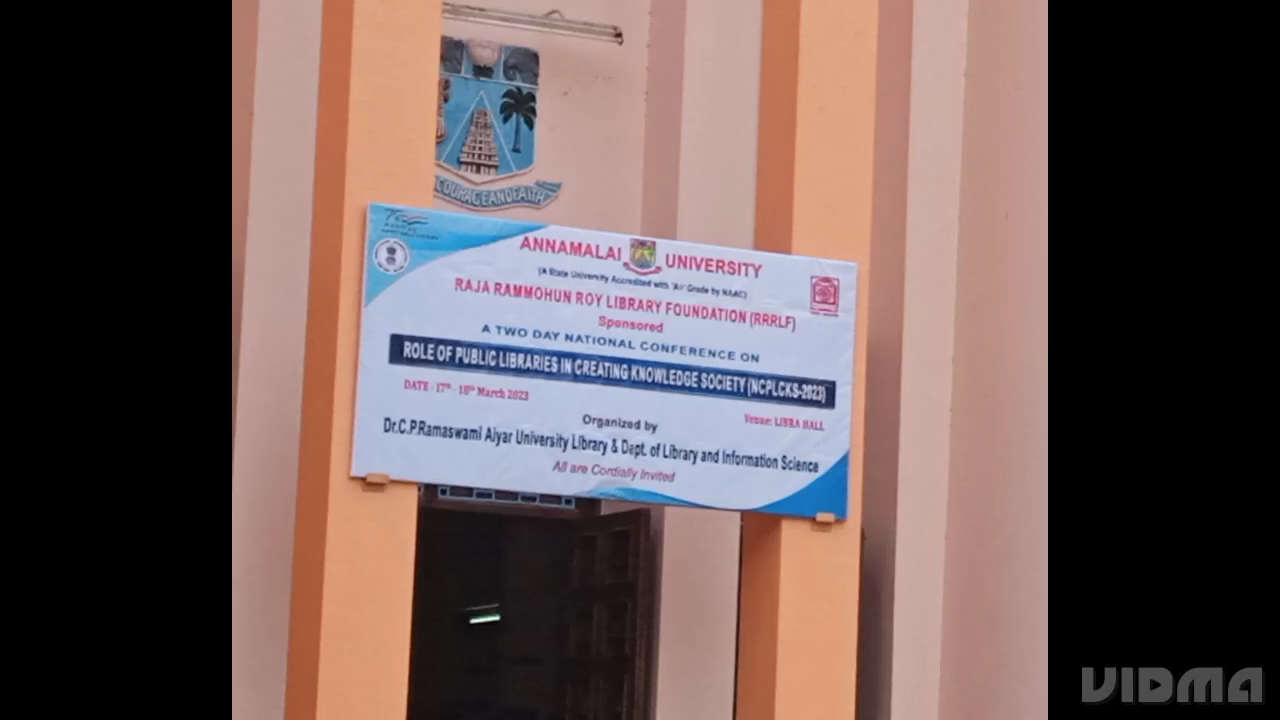 COURAGEANDFAITH
ANNAMALAI UNIVERSITY
(A State University Accredited with "A+" Grade by NAAC)
RAJA RAMMOHUN ROY LIBRARY FOUNDATION (RRRLF)
Sponsored
A TWO DAY NATIONAL CONFERENCE ON
ROLE OF PUBLIC LIBRARIES IN CREATING KNOWLEDGE SOCIETY (NCPLCKS-2023)
DATE : 17th - 18th March 2023
Venue: LIBRA HALL
Organized by
Dr.C.P.Ramaswami Aiyar University Library & Dept. of Library and Information Science
All are Cordially Invited
VIDMA